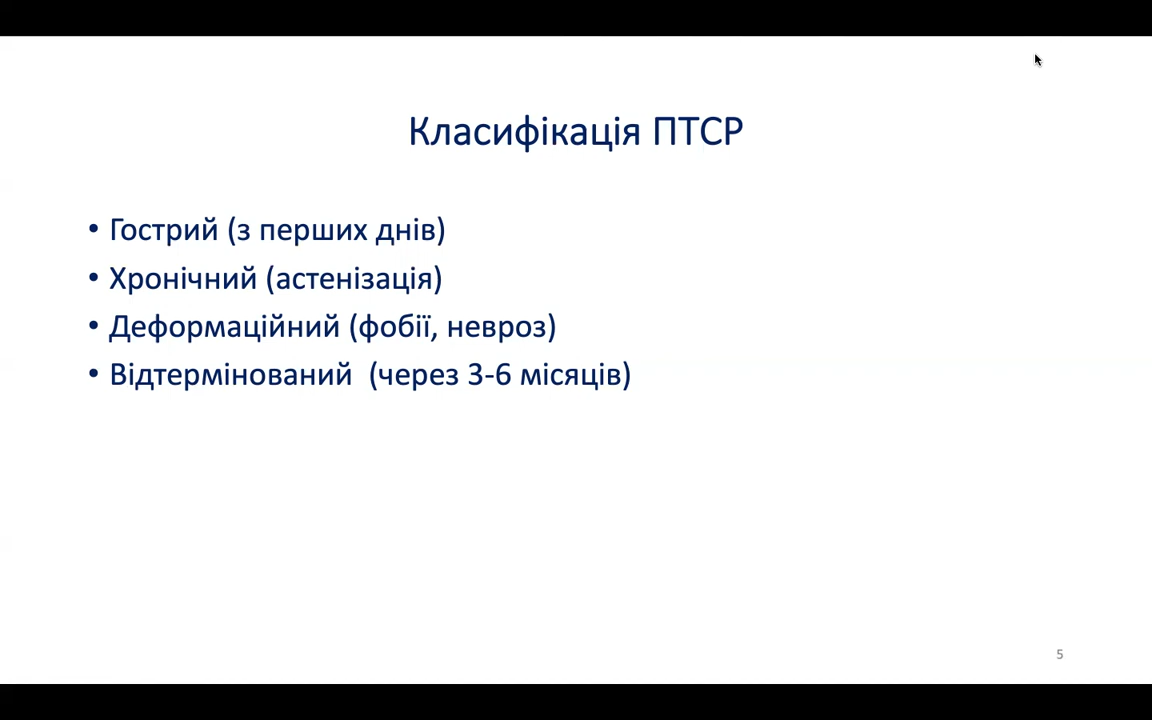 Класифікація ПТСР
• Гострий (з перших днів)
• Хронічний (астенізація)
• Деформаційний (фобії, невроз)
• Відтермінований  (через 3-6 місяців)
5